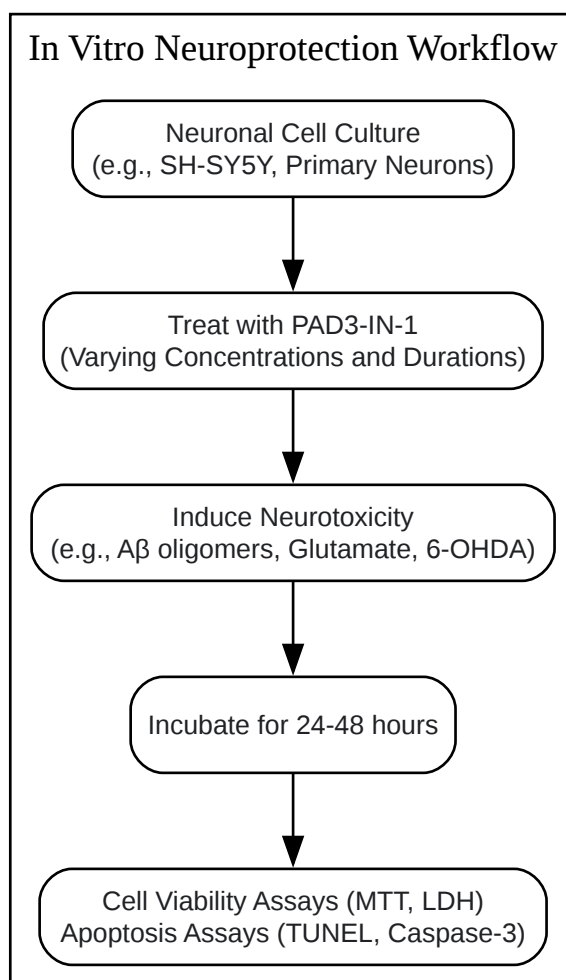 In Vitro Neuroprotection Workflow
Neuronal Cell Culture
(e.g., SH-SY5Y, Primary Neurons)
Treat with PAD3-IN-1
(Varying Concentrations and Durations)
Induce Neurotoxicity
(e.g., Aβ oligomers, Glutamate, 6-OHDA)
Incubate for 24-48 hours
Cell Viability Assays (MTT, LDH)
Apoptosis Assays (TUNEL, Caspase-3)